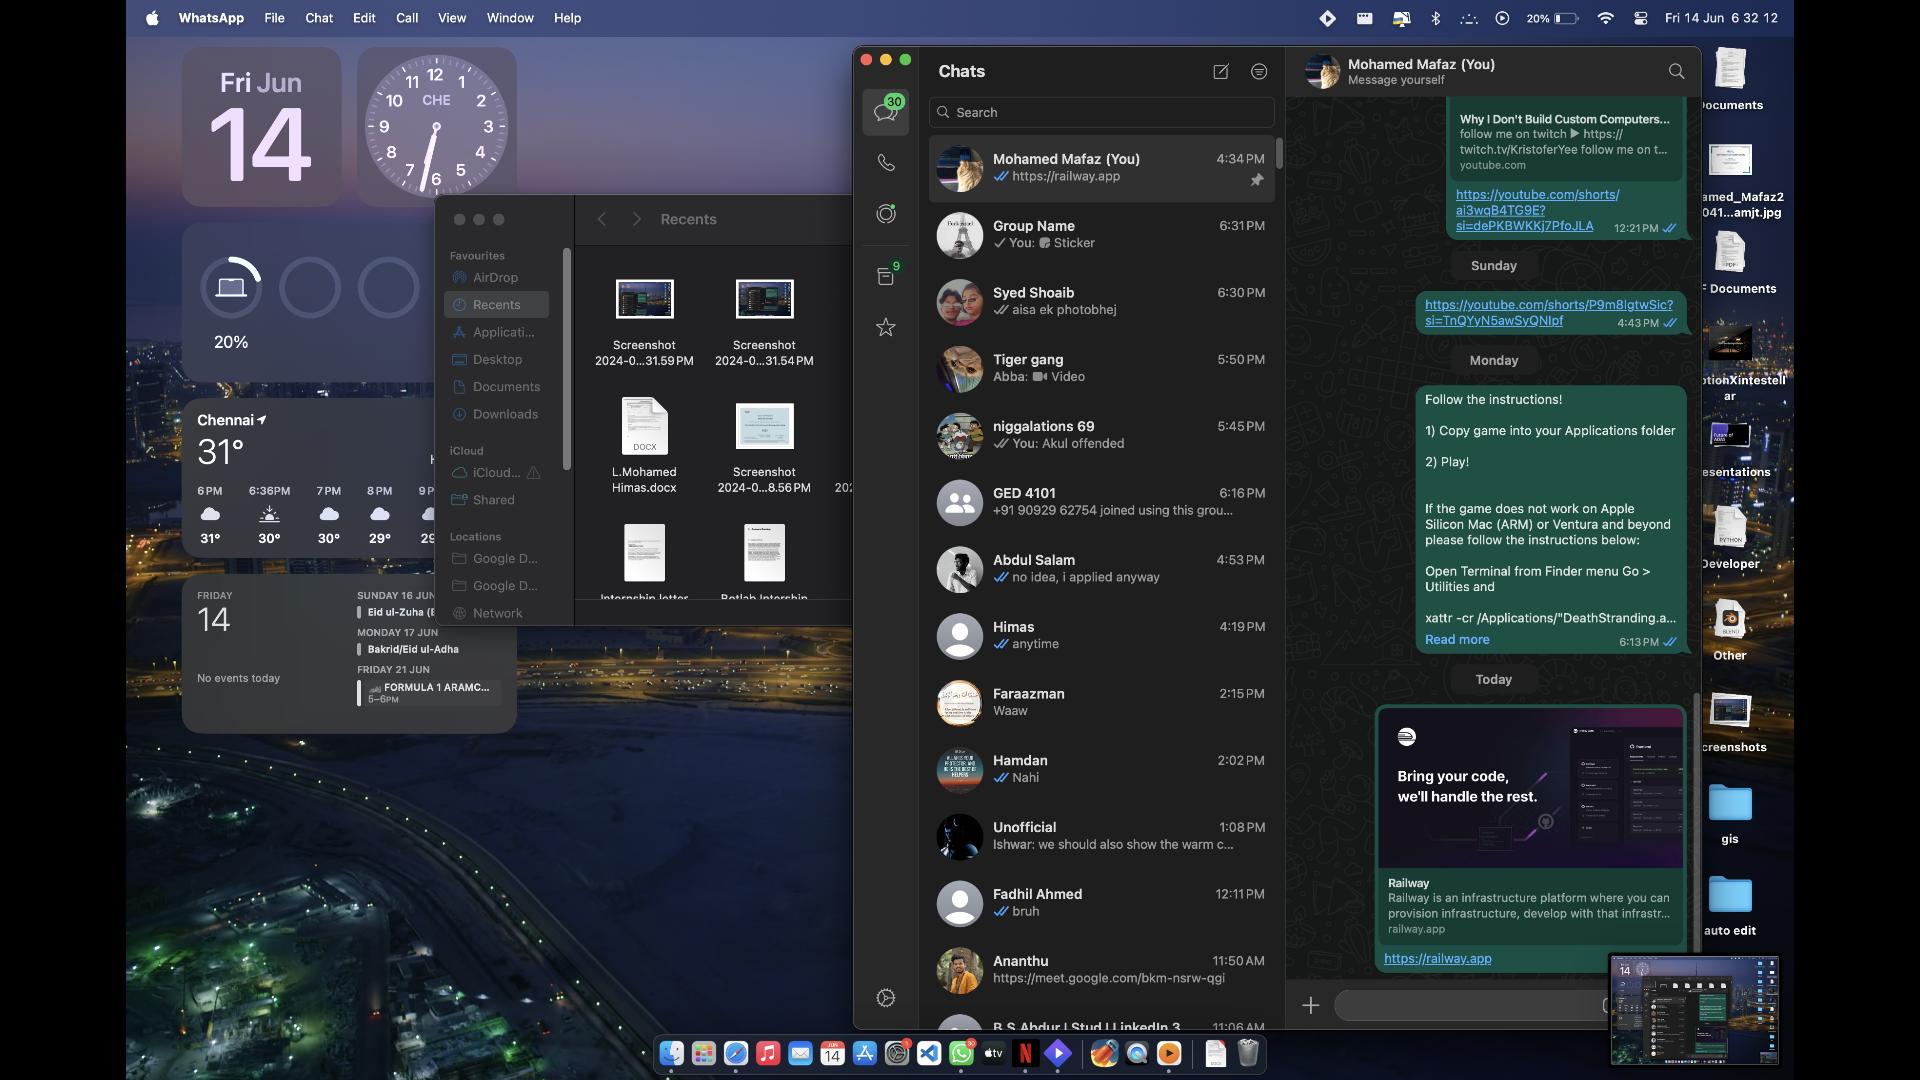 WhatsApp File Chat Edit Call View Window Help
20% Fri 14 Jun 6 32 12
Fri Jun
14
12
11 1
10 CHE 2
9 3
8 4
7 5
6
20%
Chennai
31°
6PM 6:36PM 7PM 8PM 9P
31° 30° 30° 29° 29
FRIDAY
14
No events today
SUNDAY 16 JUN
Eid ul-Zuha (E
MONDAY 17 JUN
Bakrid/Eid ul-Adha
FRIDAY 21 JUN
FORMULA 1 ARAMC...
5–6PM
Recents
Favourites
AirDrop
Recents
Applicati...
Desktop
Documents
Downloads
iCloud
iCloud...
Shared
Locations
Google D...
Google D...
Network
Screenshot
2024-0...31.59 PM
Screenshot
2024-0...31.54 PM
DOCX
L.Mohamed
Himas.docx
Screenshot
2024-0...8.56 PM
202
Internship letter
Botlab Intership
30
9
Chats
Search
Mohamed Mafaz (You) 4:34 PM
https://railway.app
Group Name 6:31 PM
You: Sticker
Syed Shoaib 6:30 PM
aisa ek photobhej
Tiger gang 5:50 PM
Abba: Video
niggalations 69 5:45 PM
You: Akul offended
GED 4101 6:16 PM
+91 90929 62754 joined using this grou...
Abdul Salam 4:53 PM
no idea, i applied anyway
Himas 4:19 PM
anytime
Faraazman 2:15 PM
Waaw
Hamdan 2:02 PM
Nahi
Unofficial 1:08 PM
Ishwar: we should also show the warm c...
Fadhil Ahmed 12:11 PM
bruh
Ananthu 11:50 AM
https://meet.google.com/bkm-nsrw-qgi
B.S.Abdur | Stud | LinkedIn 3 11:06 AM
Mohamed Mafaz (You)
Message yourself
Why I Don't Build Custom Computers...
follow me on twitch ▶ https://
twitch.tv/KristoferYee follow me on t...
youtube.com
https://youtube.com/shorts/
ai3wqB4TG9E?
si=dePKBWKKj7PfoJLA 12:21 PM
Sunday
https://youtube.com/shorts/P9m8lgtwSic?
si=TnQYyN5awSyQNIpf 4:43 PM
Monday
Follow the instructions!
1) Copy game into your Applications folder
2) Play!
If the game does not work on Apple
Silicon Mac (ARM) or Ventura and beyond
please follow the instructions below:
Open Terminal from Finder menu Go >
Utilities and
xattr -cr /Applications/"DeathStranding.a...
Read more 6:13 PM
Today
Bring your code,
we'll handle the rest.
Railway
Railway is an infrastructure platform where you can
provision infrastructure, develop with that infrastr...
railway.app
https://railway.app
ocuments
amed_Mafaz2
041...amjt.jpg
PDF
F Documents
otionXintestell
ar
esentations
PYTHON
Developer
BLEND
Other
creenshots
gis
auto edit
JUN
14
1
30
tv
N
DOCX
14